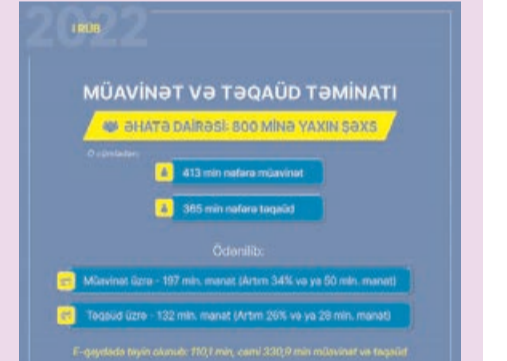 2022
I RÜB
MÜAVİNƏT VƏ TƏQAÜD TƏMİNATI
ƏHATƏ DAİRƏSİ: 800 MİNƏ YAXIN ŞƏXS
O cümlədən:
413 min nəfərə müavinət
365 min nəfərə təqaüd
Ödənilib:
Müavinət üzrə - 197 mln. manat (Artım 34% və ya 50 mln. manat)
Təqaüd üzrə - 132 mln. manat (Artım 26% və ya 28 mln. manat)
E-qaydada təyin olunub: 110,1 min, cəmi 330,9 min müavinət və təqaüd